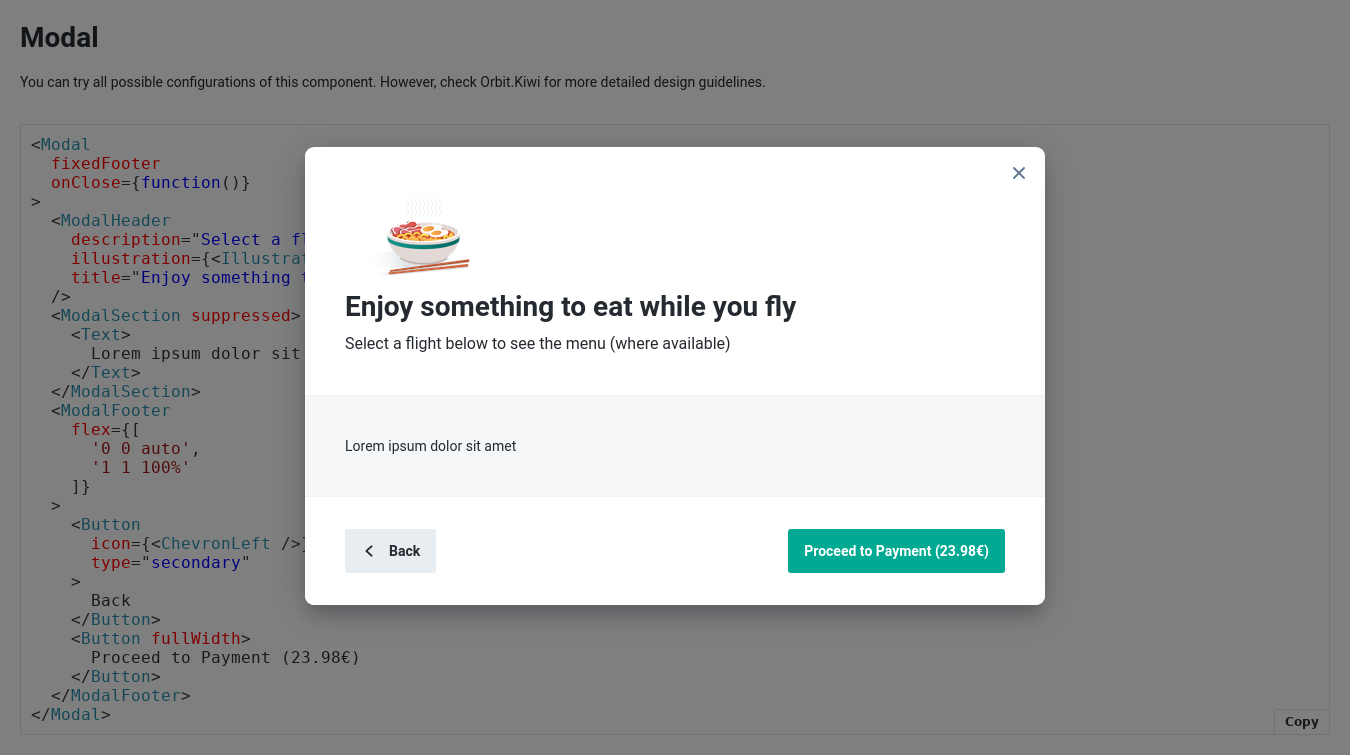 Modal
You can try all possible configurations of this component. However, check Orbit.Kiwi for more detailed design guidelines.
<Modal
  fixedFooter
  onClose={function()}
>
  <ModalHeader
    description="Select a fl
    illustration={<Illustrat
    title="Enjoy something t
  />
  <ModalSection suppressed>
    <Text>
      Lorem ipsum dolor sit
    </Text>
  </ModalSection>
  <ModalFooter
    flex={[
      '0 0 auto',
      '1 1 100%'
    ]}
  >
    <Button
      icon={<ChevronLeft />}
      type="secondary"
    >
      Back
    </Button>
    <Button fullWidth>
      Proceed to Payment (23.98€)
    </Button>
  </ModalFooter>
</Modal>
Copy
Enjoy something to eat while you fly
Select a flight below to see the menu (where available)
Lorem ipsum dolor sit amet
Back
Proceed to Payment (23.98€)